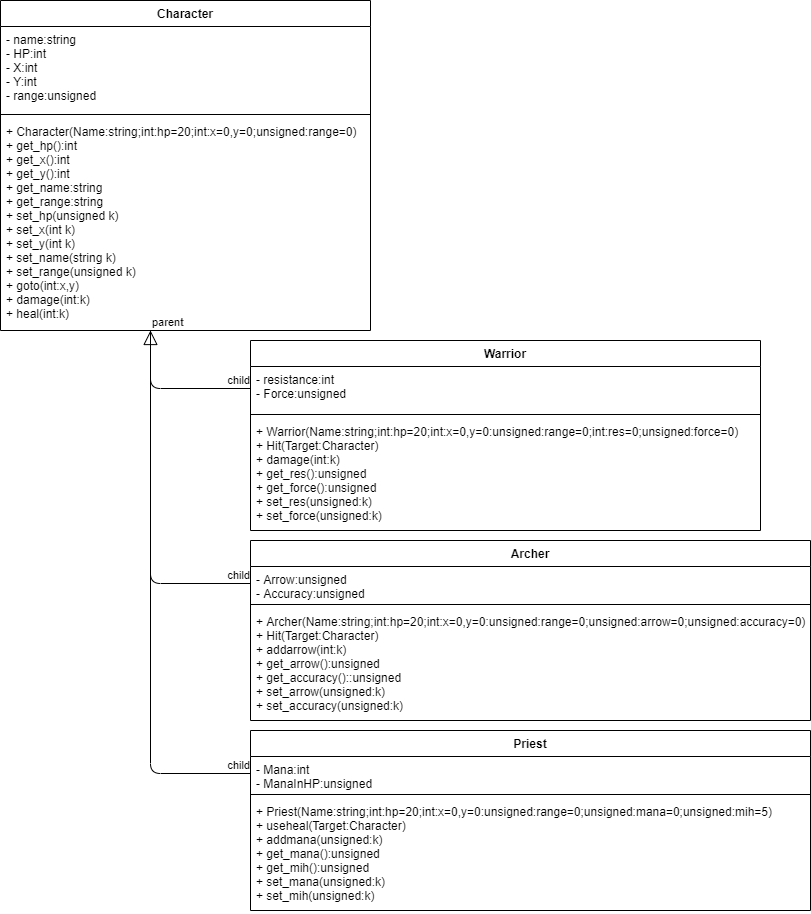 Character
- name:string
- HP:int
- X:int
- Y:int
- range:unsigned
+ Character(Name:string;int:hp=20;int:x=0,y=0;unsigned:range=0)
+ get_hp():int
+ get_x():int
+ get_y():int
+ get_name:string
+ get_range:string
+ set_hp(unsigned k)
+ set_x(int k)
+ set_y(int k)
+ set_name(string k)
+ set_range(unsigned k)
+ goto(int:x,y)
+ damage(int:k)
+ heal(int:k)
parent
Warrior
child
- resistance:int
- Force:unsigned
+ Warrior(Name:string;int:hp=20;int:x=0,y=0:unsigned:range=0;int:res=0;unsigned:force=0)
+ Hit(Target:Character)
+ damage(int:k)
+ get_res():unsigned
+ get_force():unsigned
+ set_res(unsigned:k)
+ set_force(unsigned:k)
Archer
child
- Arrow:unsigned
- Accuracy:unsigned
+ Archer(Name:string;int:hp=20;int:x=0,y=0:unsigned:range=0;unsigned:arrow=0;unsigned:accuracy=0)
+ Hit(Target:Character)
+ addarrow(int:k)
+ get_arrow():unsigned
+ get_accuracy()::unsigned
+ set_arrow(unsigned:k)
+ set_accuracy(unsigned:k)
Priest
child
- Mana:int
- ManaInHP:unsigned
+ Priest(Name:string;int:hp=20;int:x=0,y=0:unsigned:range=0;unsigned:mana=0;unsigned:mih=5)
+ useheal(Target:Character)
+ addmana(unsigned:k)
+ get_mana():unsigned
+ get_mih():unsigned
+ set_mana(unsigned:k)
+ set_mih(unsigned:k)